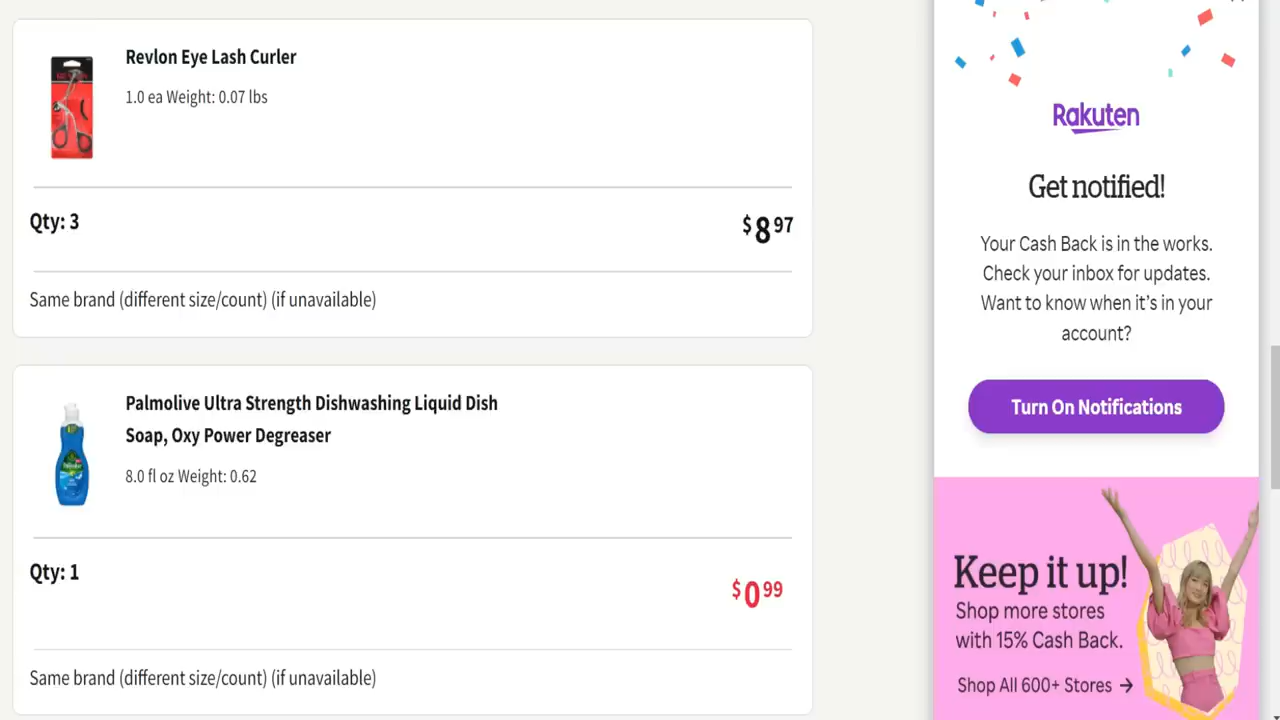 Revlon Eye Lash Curler
1.0 ea Weight: 0.07 lbs
Qty: 3
$8 97
Same brand (different size/count) (if unavailable)
Palmolive Ultra Strength Dishwashing Liquid Dish
Soap, Oxy Power Degreaser
8.0 fl oz Weight: 0.62
Qty: 1
$0 99
Same brand (different size/count) (if unavailable)
Rakuten
Get notified!
Your Cash Back is in the works.
Check your inbox for updates.
Want to know when it's in your
account?
Turn On Notifications
Keep it up!
Shop more stores
with 15% Cash Back.
Shop All 600+ Stores →